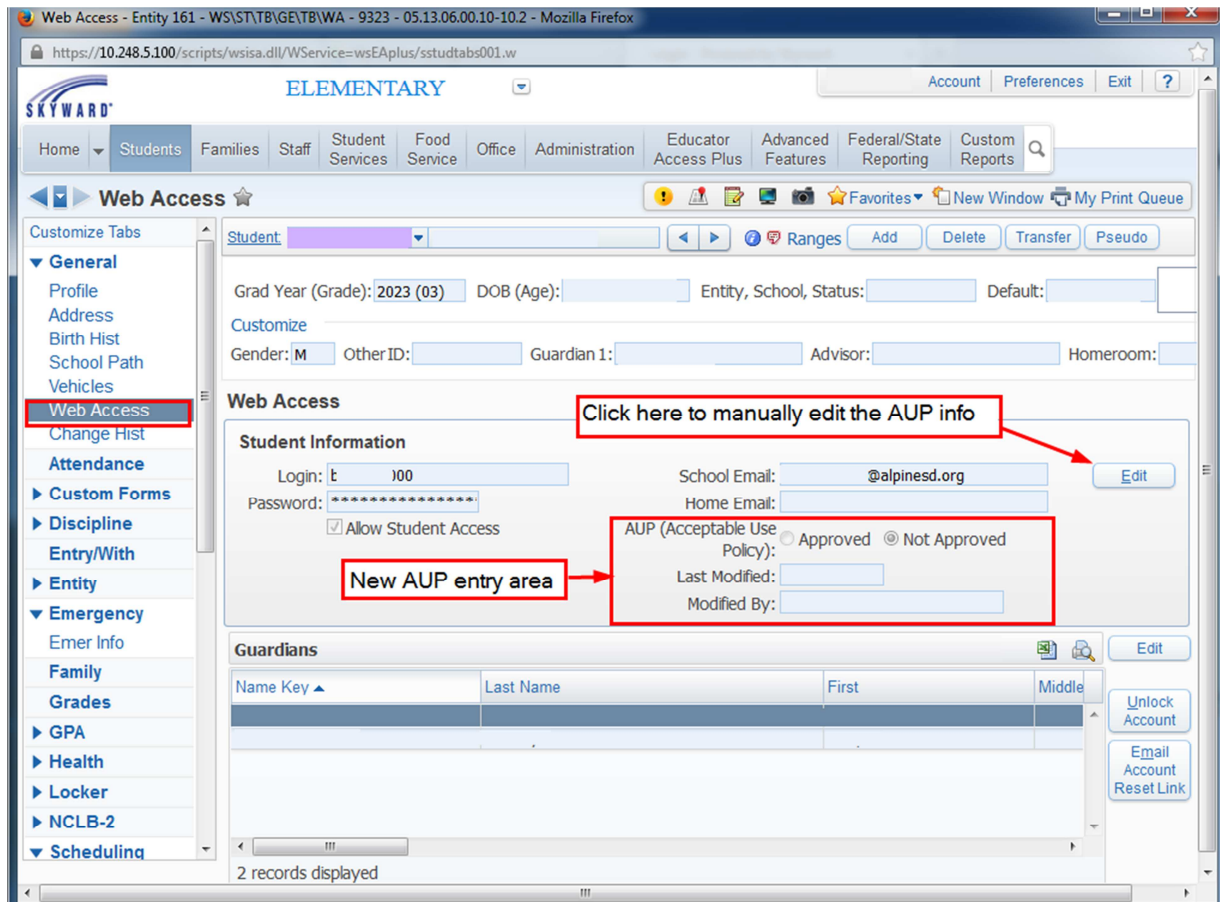 Web Access - Entity 161 - WS\ST\TB\GE\TB\WA - 9323 - 05.13.06.00.10-10.2 - Mozilla Firefox
https://10.248.5.100/scripts/wsisa.dll/WService=wsEAplus/sstudtabs001.w
SKYWARD
ELEMENTARY
Account Preferences Exit ?
Home Students Families Staff Student Services Food Service Office Administration Educator Access Plus Advanced Features Federal/State Reporting Custom Reports
Web Access
Favorites New Window My Print Queue
Customize Tabs
General
Profile
Address
Birth Hist
School Path
Vehicles
Web Access
Change Hist
Attendance
Custom Forms
Discipline
Entry/With
Entity
Emergency
Emer Info
Family
Grades
GPA
Health
Locker
NCLB-2
Scheduling
Student: Ranges Add Delete Transfer Pseudo
Grad Year (Grade): 2023 (03) DOB (Age): Entity, School, Status: Default:
Customize
Gender: M Other ID: Guardian 1: Advisor: Homeroom:
Web Access
Click here to manually edit the AUP info
Student Information
Login: 000 School Email: @alpinesd.org Edit
Password: **************** Home Email:
Allow Student Access
AUP (Acceptable Use Policy): Approved Not Approved
New AUP entry area
Last Modified:
Modified By:
Guardians
Edit
Name Key Last Name First Middle
Unlock Account
Email Account Reset Link
2 records displayed